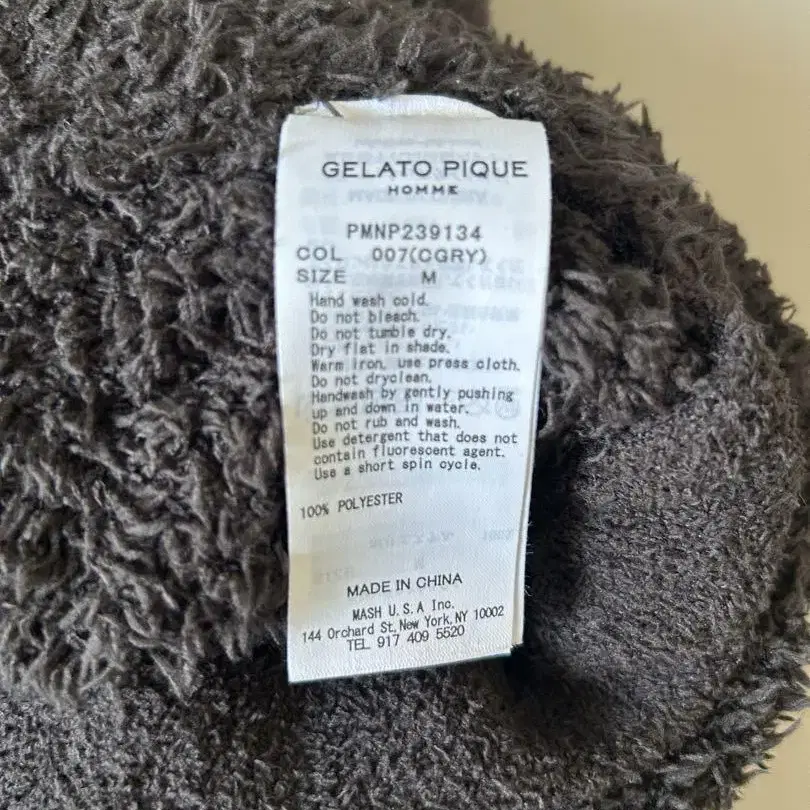 GELATO PIQUE
HOMME
PMNP239134
COL 007(CGRY)
SIZE M
Hand wash cold.
Do not bleach.
Do not tumble dry.
Dry flat in shade.
Warm iron, use press cloth.
Do not dryclean.
Handwash by gently pushing
up and down in water.
Do not rub and wash.
Use detergent that does not
contain fluorescent agent.
Use a short spin cycle.
100% POLYESTER
MADE IN CHINA
MASH U.S.A Inc.
144 Orchard St, New York, NY 10002
TEL 917 409 5520